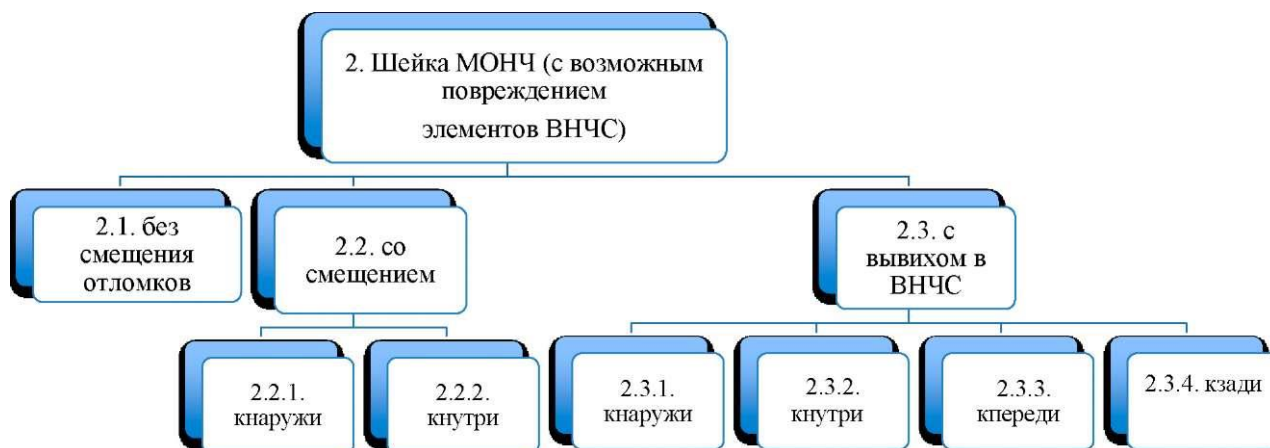 2. Шейка МОНЧ (с возможным
повреждением
элементов ВНЧС)
2.1. без
смещения
отломков
2.2. со
смещением
2.3. с
вывихом в
ВНЧС
2.2.1.
кнаружи
2.2.2.
кнутри
2.3.1.
кнаружи
2.3.2.
кнутри
2.3.3.
кпереди
2.3.4. кзади